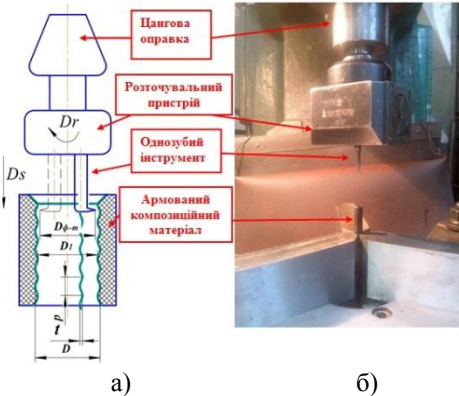 Цангова оправка
Розточувальний пристрій
Dr
Однозубий інструмент
Ds
Армований композиційний матеріал
Dф-т
D1
tp
D
а)
б)